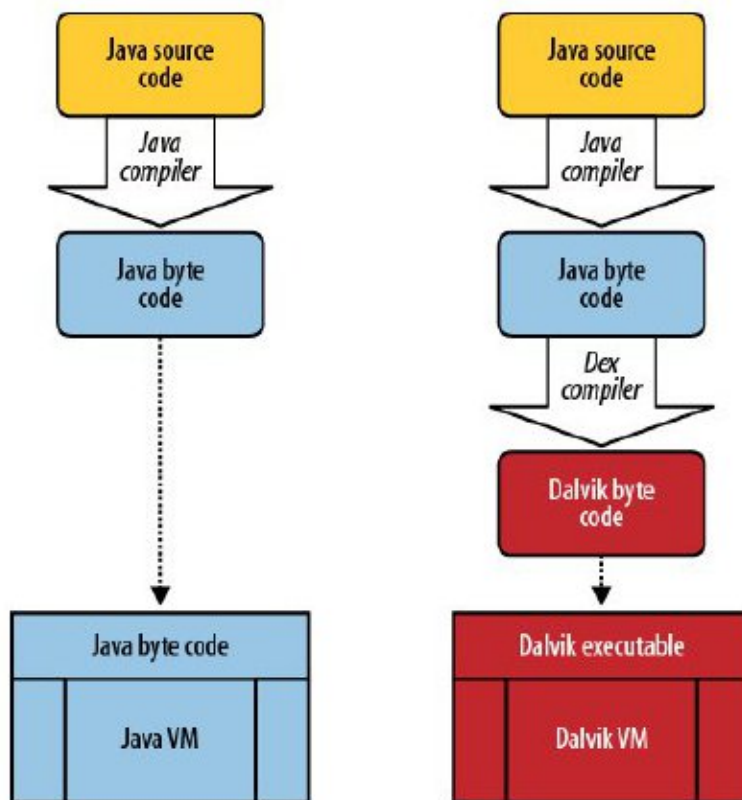 Java source
code
Java
compiler
Java byte
code
Java byte code
Java VM
Java source
code
Java
compiler
Java byte
code
Dex
compiler
Dalvik byte
code
Dalvik executable
Dalvik VM